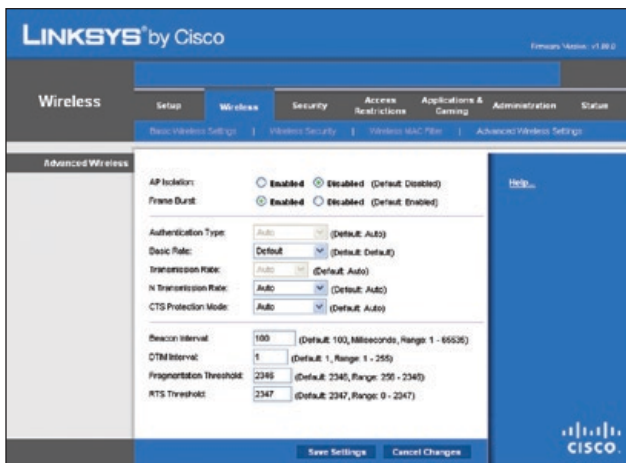 LINKSYS® by Cisco
Firmware Version: v1.00.0
Wireless
Setup Wireless Security Access Restrictions Applications & Gaming Administration Status
Basic Wireless Settings | Wireless Security | Wireless MAC Filter | Advanced Wireless Settings
Advanced Wireless
AP Isolation: Enabled Disabled (Default: Disabled)
Frame Burst: Enabled Disabled (Default: Enabled)
Authentication Type: Auto (Default: Auto)
Basic Rate: Default (Default: Default)
Transmission Rate: Auto (Default: Auto)
N Transmission Rate: Auto (Default: Auto)
CTS Protection Mode: Auto (Default: Auto)
Beacon Interval: 100 (Default: 100, Milliseconds, Range: 1 - 65535)
DTIM Interval: 1 (Default: 1, Range: 1 - 255)
Fragmentation Threshold: 2346 (Default: 2346, Range: 256 - 2346)
RTS Threshold: 2347 (Default: 2347, Range: 0 - 2347)
Help...
Save Settings Cancel Changes
CISCO.